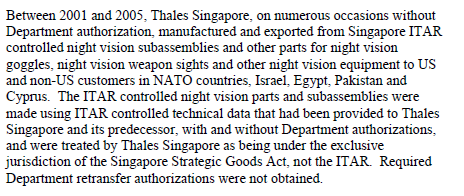 Between 2001 and 2005, Thales Singapore, on numerous occasions without
Department authorization, manufactured and exported from Singapore ITAR
controlled night vision subassemblies and other parts for night vision
goggles, night vision weapon sights and other night vision equipment to US
and non-US customers in NATO countries, Israel, Egypt, Pakistan and
Cyprus.  The ITAR controlled night vision parts and subassemblies were
made using ITAR controlled technical data that had been provided to Thales
Singapore and its predecessor, with and without Department authorizations,
and were treated by Thales Singapore as being under the exclusive
jurisdiction of the Singapore Strategic Goods Act, not the ITAR.  Required
Department retransfer authorizations were not obtained.